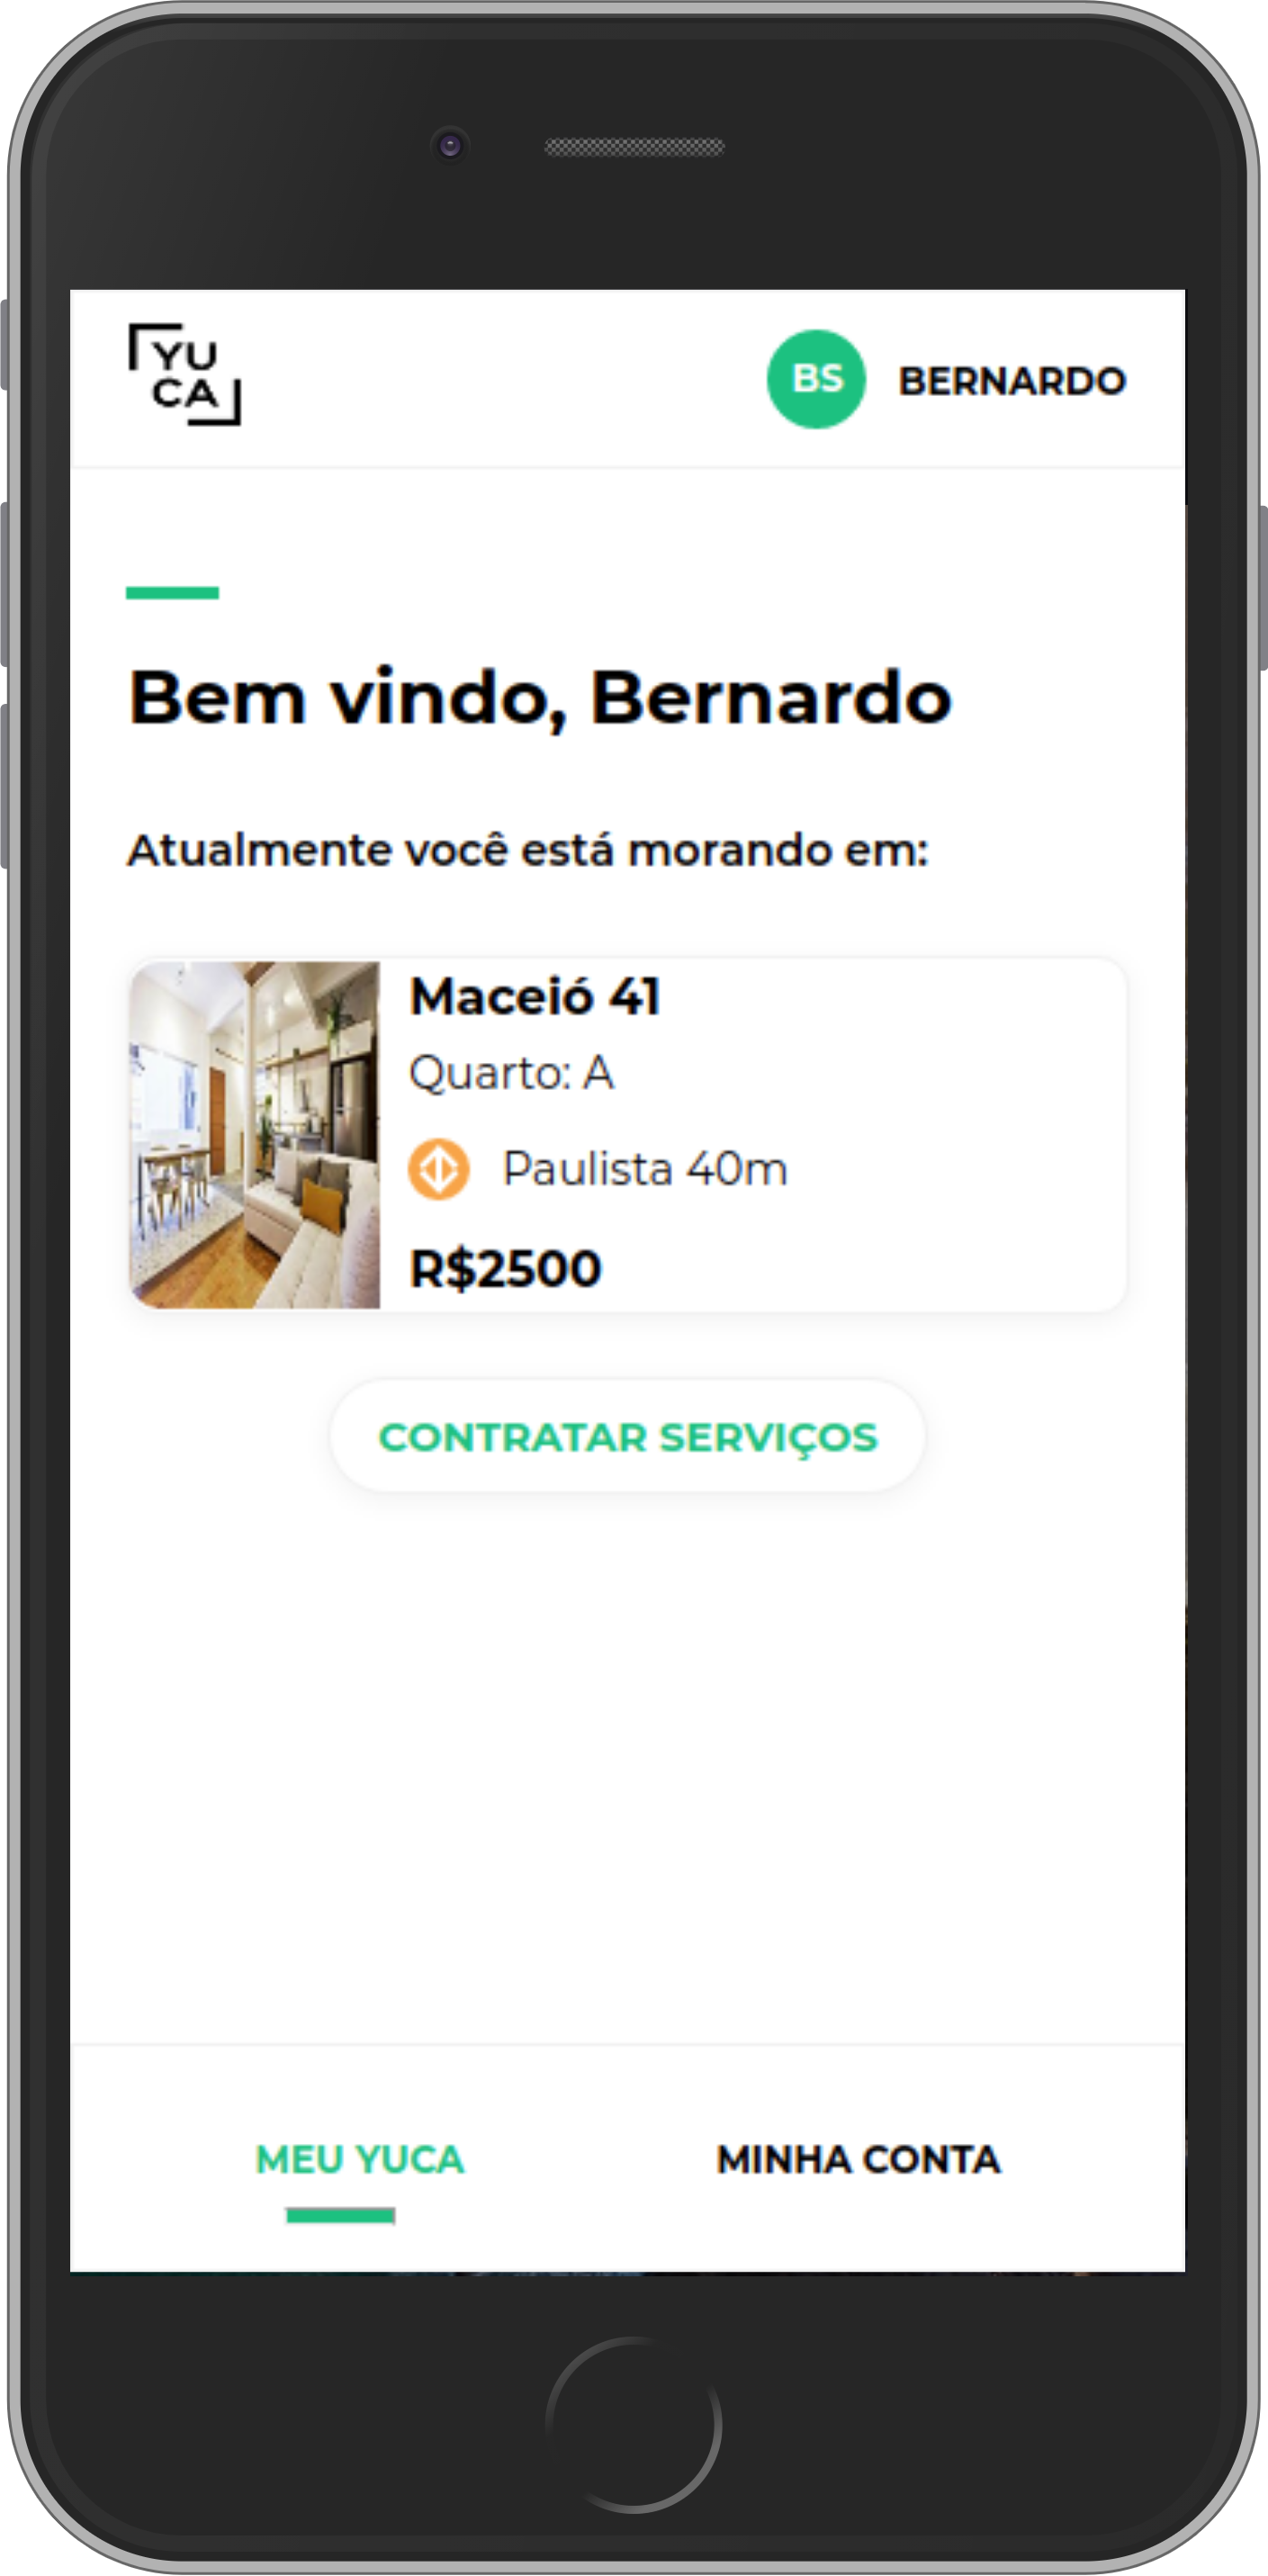 YU
CA
BS BERNARDO
Bem vindo, Bernardo
Atualmente você está morando em:
Maceió 41
Quarto: A
Paulista 40m
R$2500
CONTRATAR SERVIÇOS
MEU YUCA MINHA CONTA